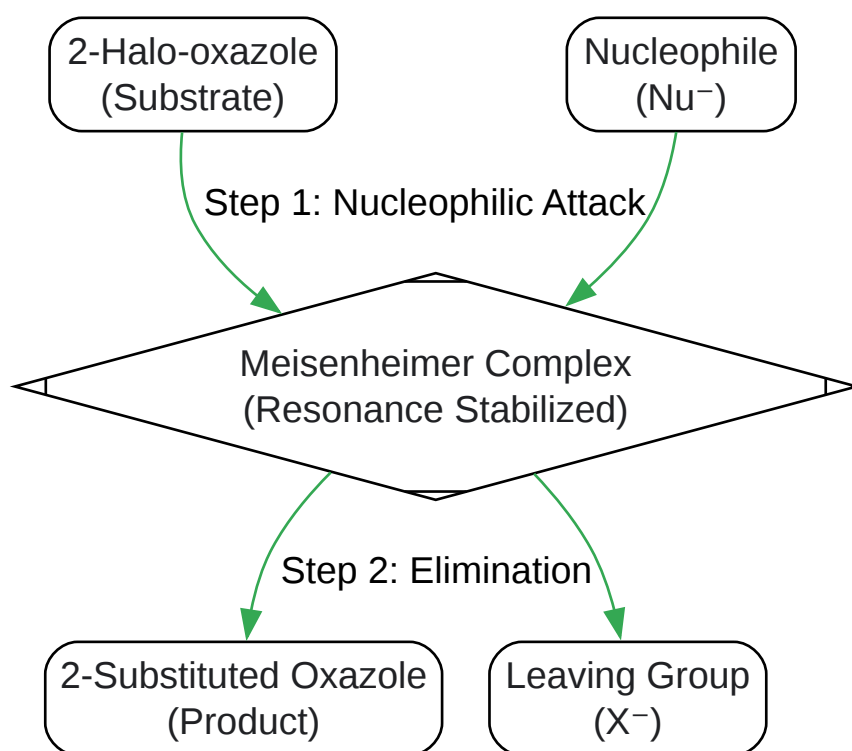 2-Halo-oxazole
(Substrate)
Nucleophile
(Nu⁻)
Step 1: Nucleophilic Attack
Meisenheimer Complex
(Resonance Stabilized)
Step 2: Elimination
2-Substituted Oxazole
(Product)
Leaving Group
(X⁻)